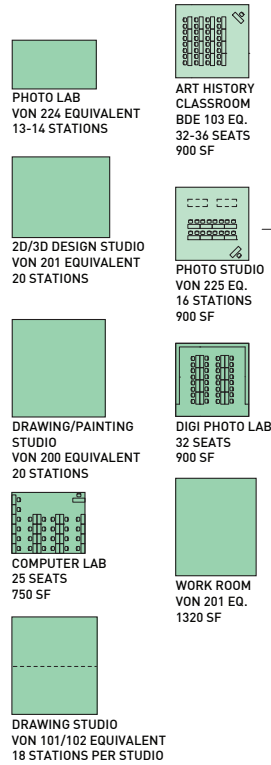 PHOTO LAB
VON 224 EQUIVALENT
13-14 STATIONS
2D/3D DESIGN STUDIO
VON 201 EQUIVALENT
20 STATIONS
DRAWING/PAINTING
STUDIO
VON 200 EQUIVALENT
20 STATIONS
COMPUTER LAB
25 SEATS
750 SF
DRAWING STUDIO
VON 101/102 EQUIVALENT
18 STATIONS PER STUDIO
ART HISTORY
CLASSROOM
BDE 103 EQ.
32-36 SEATS
900 SF
PHOTO STUDIO
VON 225 EQ.
16 STATIONS
900 SF
DIGI PHOTO LAB
32 SEATS
900 SF
WORK ROOM
VON 201 EQ.
1320 SF